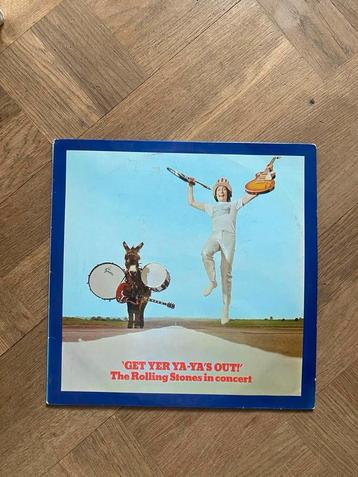 'GET YER YA-YA'S OUT!'
The Rolling Stones in concert